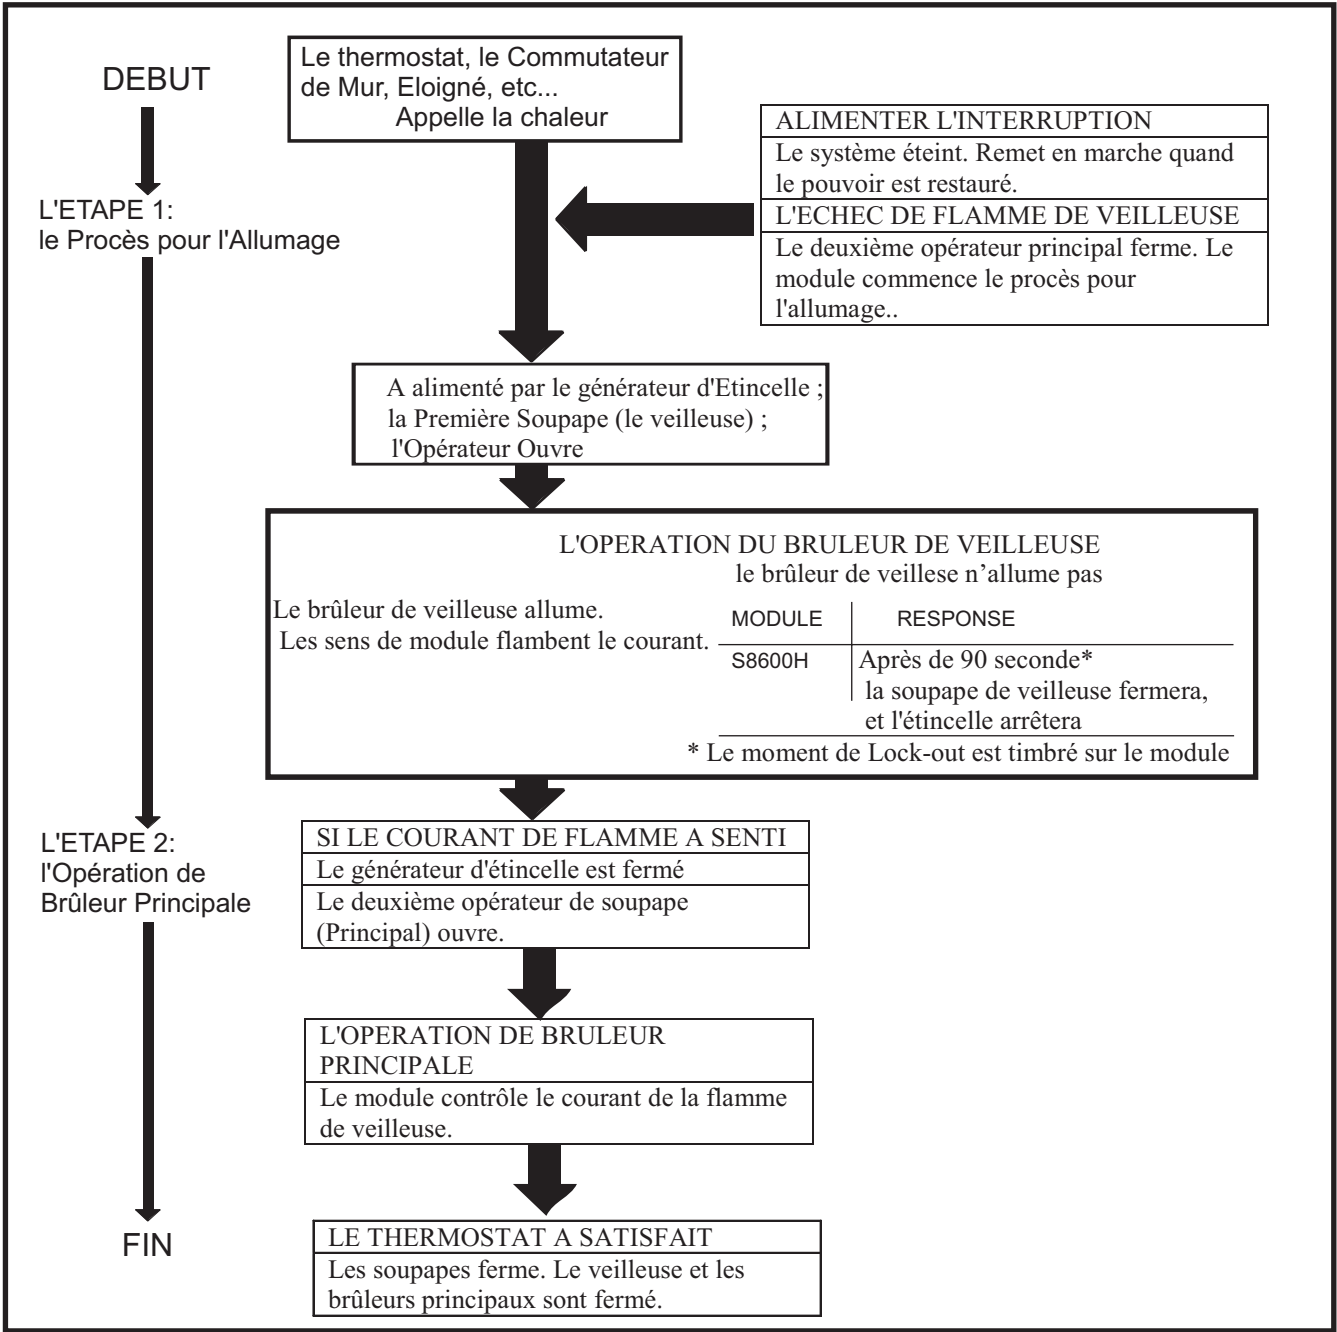 DEBUT
Le thermostat, le Commutateur
de Mur, Eloigné, etc...
Appelle la chaleur
ALIMENTER L'INTERRUPTION
Le système éteint. Remet en marche quand
le pouvoir est restauré.
L'ECHEC DE FLAMME DE VEILLEUSE
Le deuxième opérateur principal ferme. Le
module commence le procès pour
l'allumage..
L'ETAPE 1:
le Procès pour l'Allumage
A alimenté par le générateur d'Etincelle ;
la Première Soupape (le veilleuse) ;
l'Opérateur Ouvre
L'OPERATION DU BRULEUR DE VEILLEUSE
le brûleur de veillese n’allume pas
Le brûleur de veilleuse allume.
Les sens de module flambent le courant.
MODULE RESPONSE
S8600H Après de 90 seconde*
la soupape de veilleuse fermera,
et l'étincelle arrêtera
* Le moment de Lock-out est timbré sur le module
L'ETAPE 2:
l'Opération de
Brûleur Principale
SI LE COURANT DE FLAMME A SENTI
Le générateur d'étincelle est fermé
Le deuxième opérateur de soupape
(Principal) ouvre.
L'OPERATION DE BRULEUR
PRINCIPALE
Le module contrôle le courant de la flamme
de veilleuse.
FIN
LE THERMOSTAT A SATISFAIT
Les soupapes ferme. Le veilleuse et les
brûleurs principaux sont fermé.